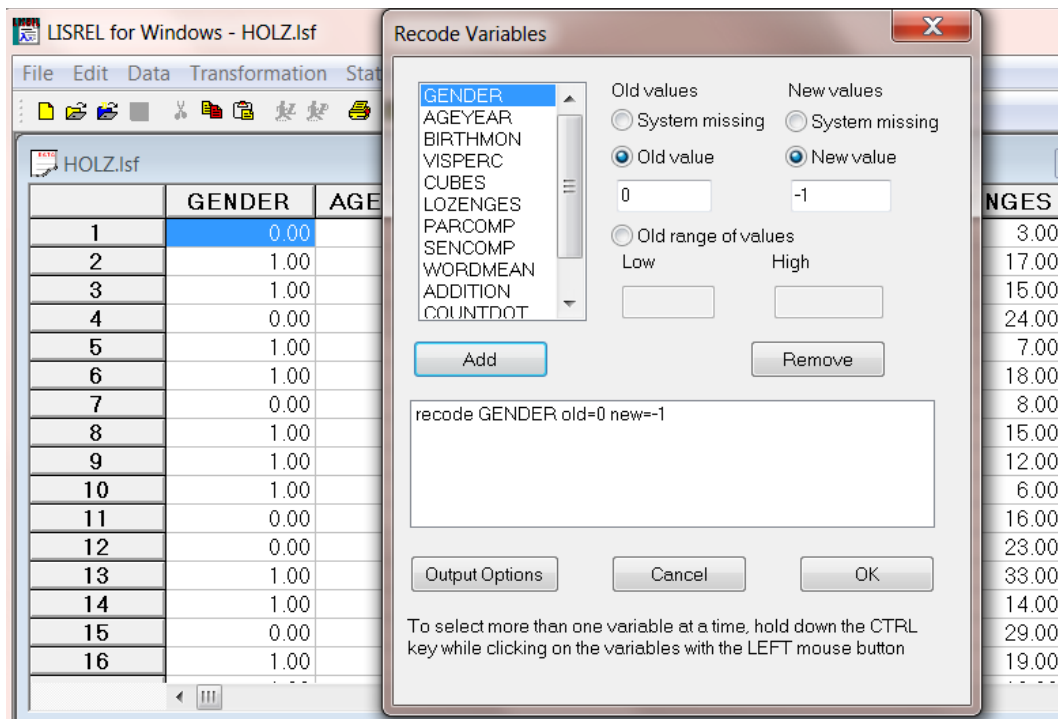 LISREL for Windows - HOLZ.lsf
File Edit Data Transformation Stat
HOLZ.lsf
GENDER AGE
1 0.00
2 1.00
3 1.00
4 0.00
5 1.00
6 1.00
7 0.00
8 1.00
9 1.00
10 1.00
11 0.00
12 0.00
13 1.00
14 1.00
15 0.00
16 1.00
Recode Variables
GENDER
AGEYEAR
BIRTHMON
VISPERC
CUBES
LOZENGES
PARCOMP
SENCOMP
WORDMEAN
ADDITION
COUNTDOT
Old values New values
System missing System missing
Old value New value
0 -1
Old range of values
Low High
Add Remove
recode GENDER old=0 new=-1
Output Options Cancel OK
To select more than one variable at a time, hold down the CTRL
key while clicking on the variables with the LEFT mouse button
NGES
3.00
17.00
15.00
24.00
7.00
18.00
8.00
15.00
12.00
6.00
16.00
23.00
33.00
14.00
29.00
19.00